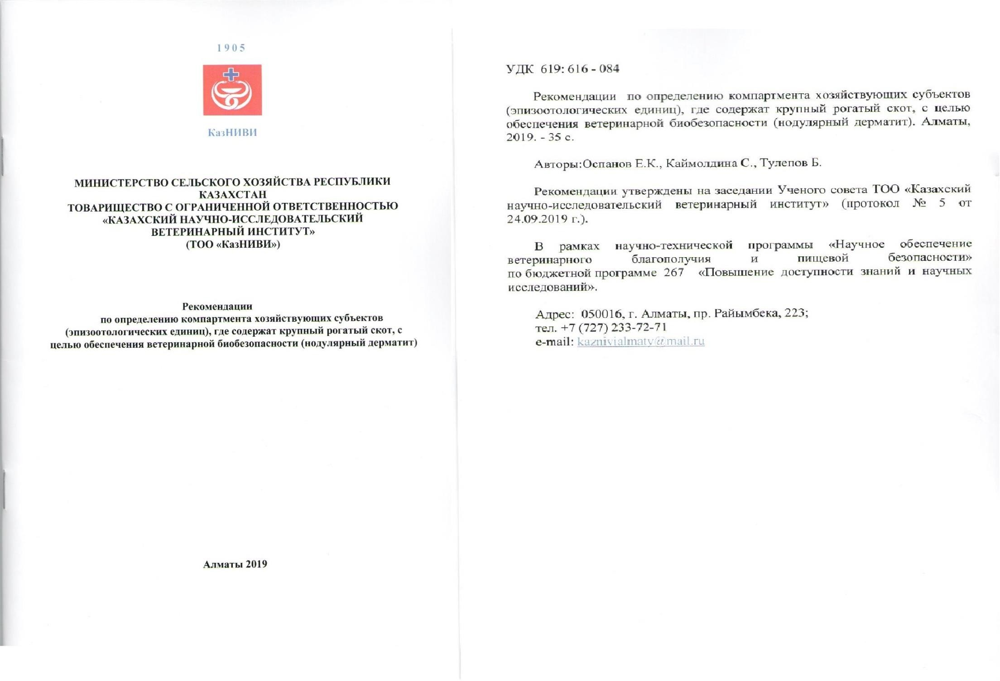 1905
КазНИВИ
МИНИСТЕРСТВО СЕЛЬСКОГО ХОЗЯЙСТВА РЕСПУБЛИКИ
КАЗАХСТАН
ТОВАРИЩЕСТВО С ОГРАНИЧЕННОЙ ОТВЕТСТВЕННОСТЬЮ
«КАЗАХСКИЙ НАУЧНО-ИССЛЕДОВАТЕЛЬСКИЙ
ВЕТЕРИНАРНЫЙ ИНСТИТУТ»
(ТОО «КазНИВИ»)
Рекомендации
по определению компартмента хозяйствующих субъектов
(эпизоотологических единиц), где содержат крупный рогатый скот, с
целью обеспечения ветеринарной биобезопасности (нодулярный дерматит)
Алматы 2019
УДК 619: 616 - 084
Рекомендации по определению компартмента хозяйствующих субъектов
(эпизоотологических единиц), где содержат крупный рогатый скот, с целью
обеспечения ветеринарной биобезопасности (нодулярный дерматит). Алматы,
2019. - 35 с.
Авторы:Оспанов Е.К., Каймолдина С., Тулепов Б.
Рекомендации утверждены на заседании Ученого совета ТОО «Казахский
научно-исследовательский ветеринарный институт» (протокол № 5 от
24.09.2019 г.).
В рамках научно-технической программы «Научное обеспечение
ветеринарного благополучия и пищевой безопасности»
по бюджетной программе 267 «Повышение доступности знаний и научных
исследований».
Адрес: 050016, г. Алматы, пр. Райымбека, 223;
тел. +7 (727) 233-72-71
e-mail: kaznivialmaty@mail.ru